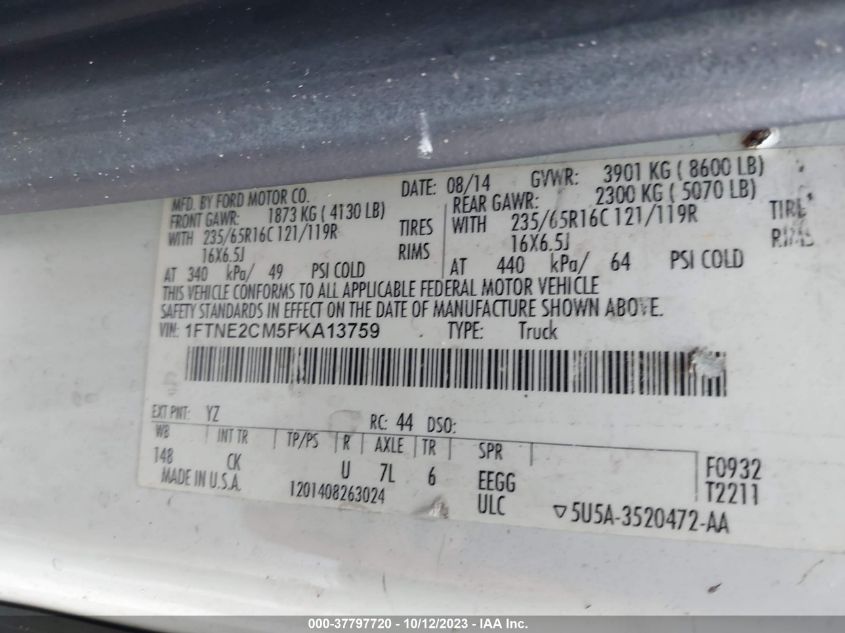 MFD. BY FORD MOTOR CO. DATE: 08/14 GVWR: 3901 KG ( 8600 LB)
FRONT GAWR: 1873 KG ( 4130 LB) REAR GAWR: 2300 KG ( 5070 LB)
WITH 235/65R16C 121/119R TIRES WITH 235/65R16C 121/119R TIRE
16X6.5J RIMS 16X6.5J RIMS
AT 340 kPa/ 49 PSI COLD AT 440 kPa/ 64 PSI COLD
THIS VEHICLE CONFORMS TO ALL APPLICABLE FEDERAL MOTOR VEHICLE
SAFETY STANDARDS IN EFFECT ON THE DATE OF MANUFACTURE SHOWN ABOVE.
VIN: 1FTNE2CM5FKA13759 TYPE: Truck
EXT PNT: YZ RC: 44 DSO:
WB INT TR TP/PS R AXLE TR SPR
148 CK U 7L 6 EEGG F0932
MADE IN U.S.A. 1201408263024 ULC T2211
▽5U5A-3520472-AA
000-37797720 - 10/12/2023 - IAA Inc.